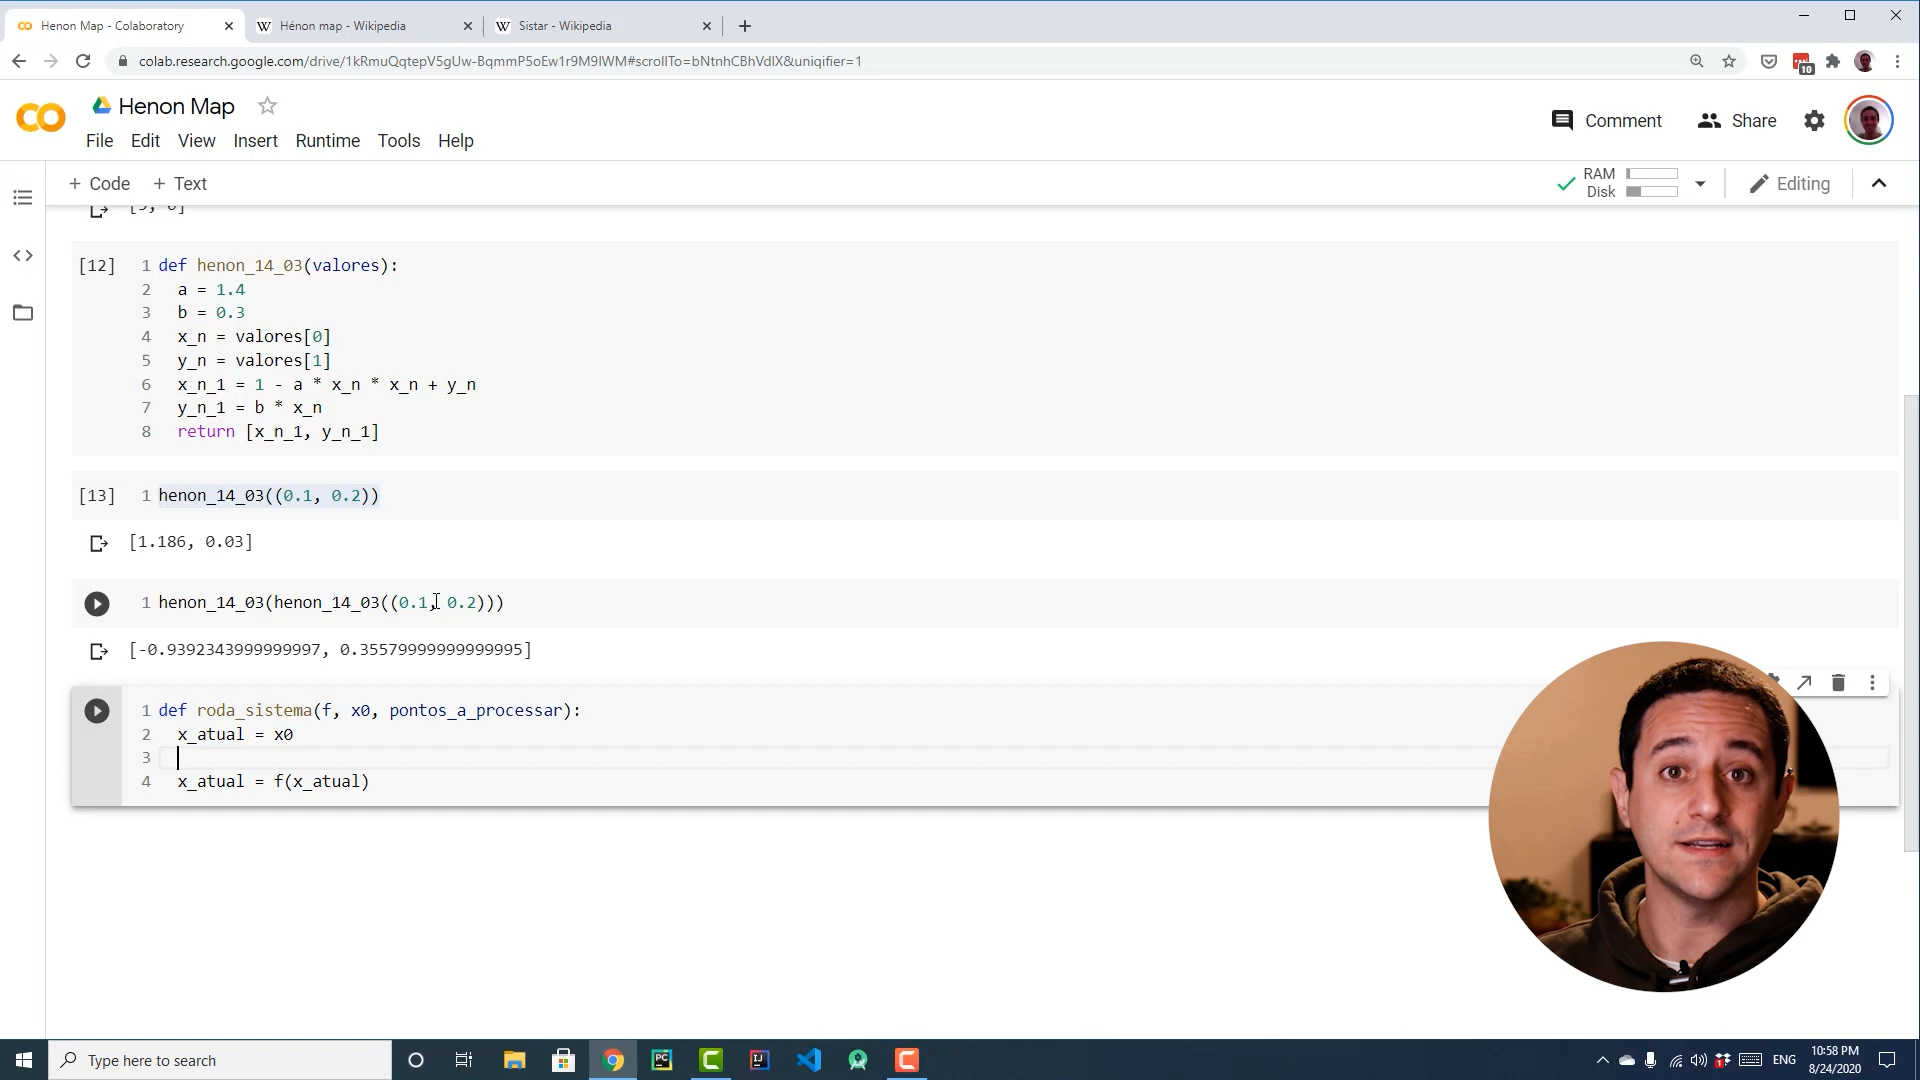 Henon Map - Colaboratory
Hénon map - Wikipedia
Sistar - Wikipedia
colab.research.google.com/drive/1kRmuQqtepV5gUw-BqmmP5oEw1r9M9IWM#scrollTo=bNtnhCBhVdlX&uniqifier=1
10
Henon Map
File Edit View Insert Runtime Tools Help
Comment
Share
+ Code + Text
RAM
Disk
Editing
[12]
1 def henon_14_03(valores):
2 a = 1.4
3 b = 0.3
4 x_n = valores[0]
5 y_n = valores[1]
6 x_n_1 = 1 - a * x_n * x_n + y_n
7 y_n_1 = b * x_n
8 return [x_n_1, y_n_1]
[13] 1 henon_14_03((0.1, 0.2))
[1.186, 0.03]
1 henon_14_03(henon_14_03((0.1, 0.2)))
[-0.9392343999999997, 0.35579999999999995]
1 def roda_sistema(f, x0, pontos_a_processar):
2 x_atual = x0
3
4 x_atual = f(x_atual)
Type here to search
PC
IJ
1
ENG
10:58 PM
8/24/2020